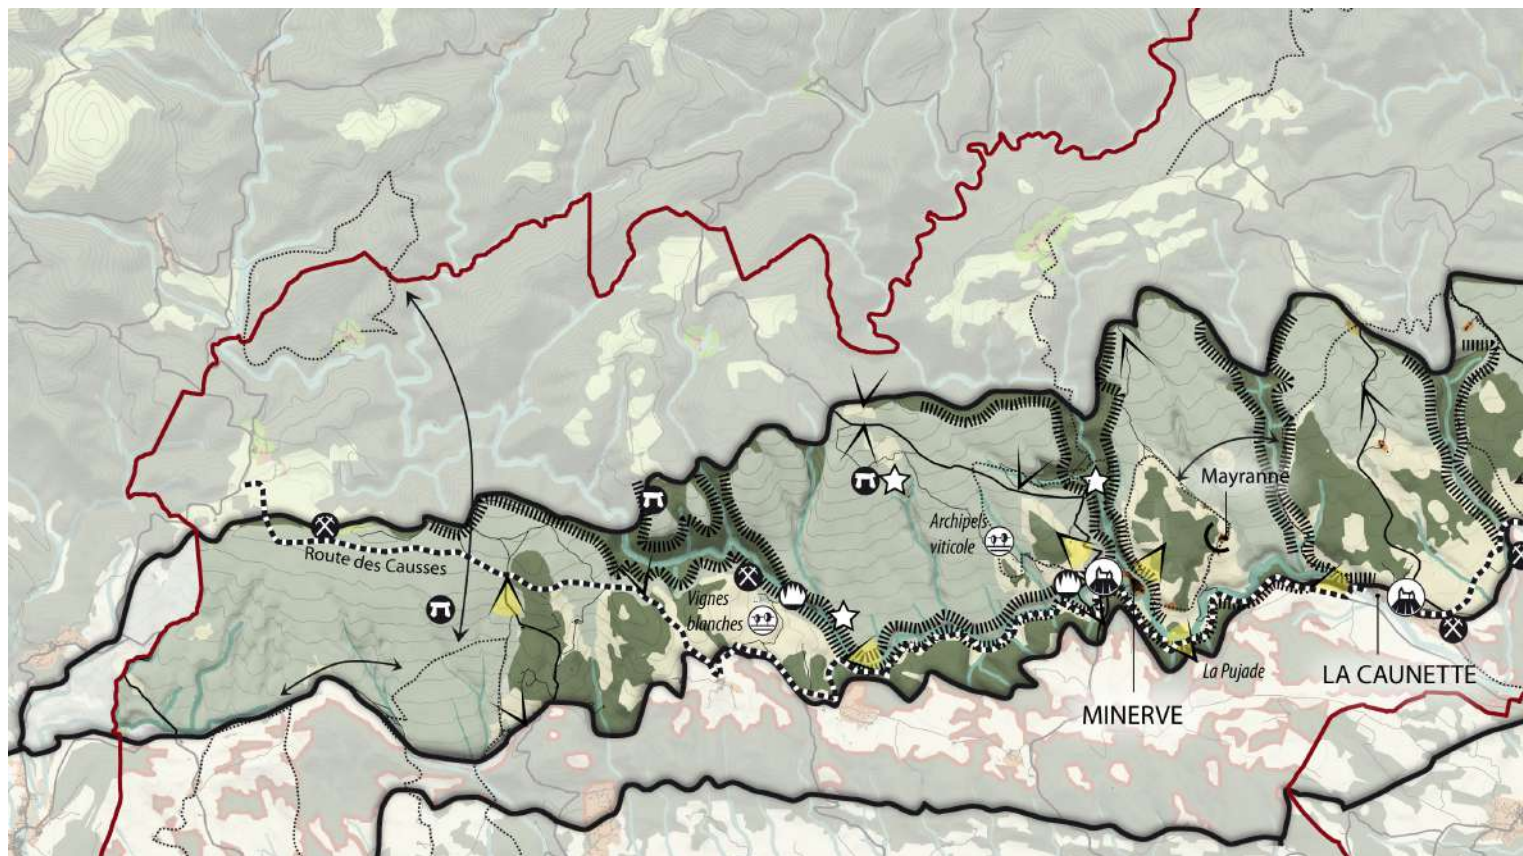 Mayranne
Archipels
viticole
Route des Causses
Vignes
blanches
La Pujade
LA CAUNETTE
MINERVE